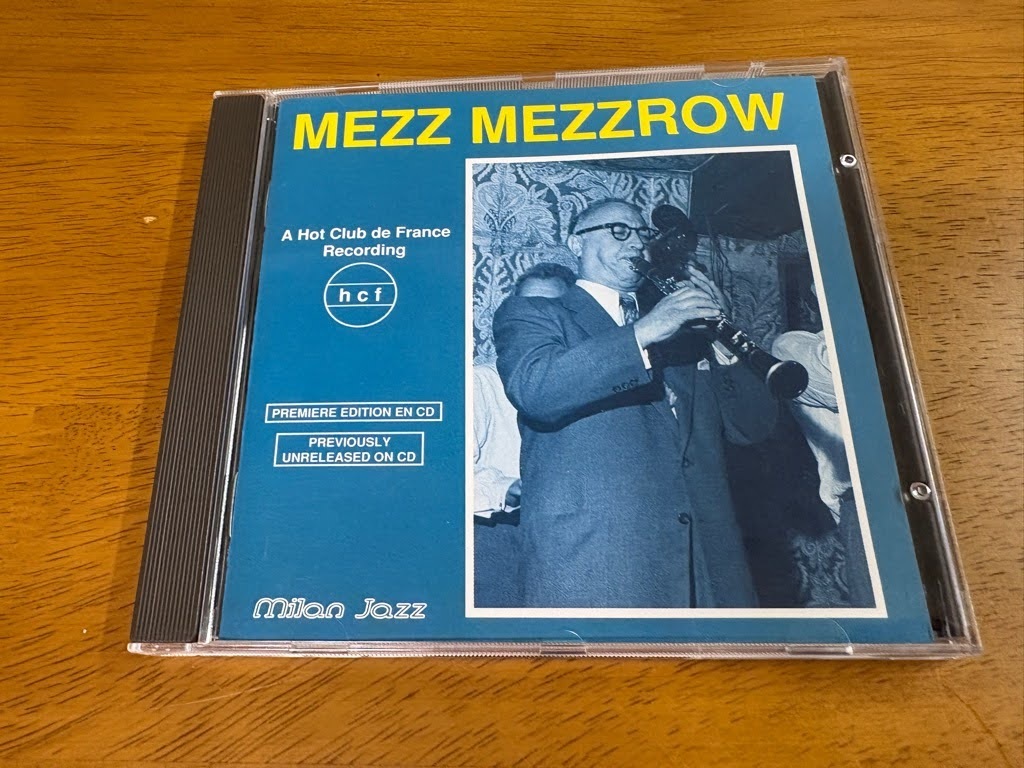 MEZZ MEZZROW
A Hot Club de France
Recording
hcf
PREMIERE EDITION EN CD
PREVIOUSLY
UNRELEASED ON CD
Milan Jazz